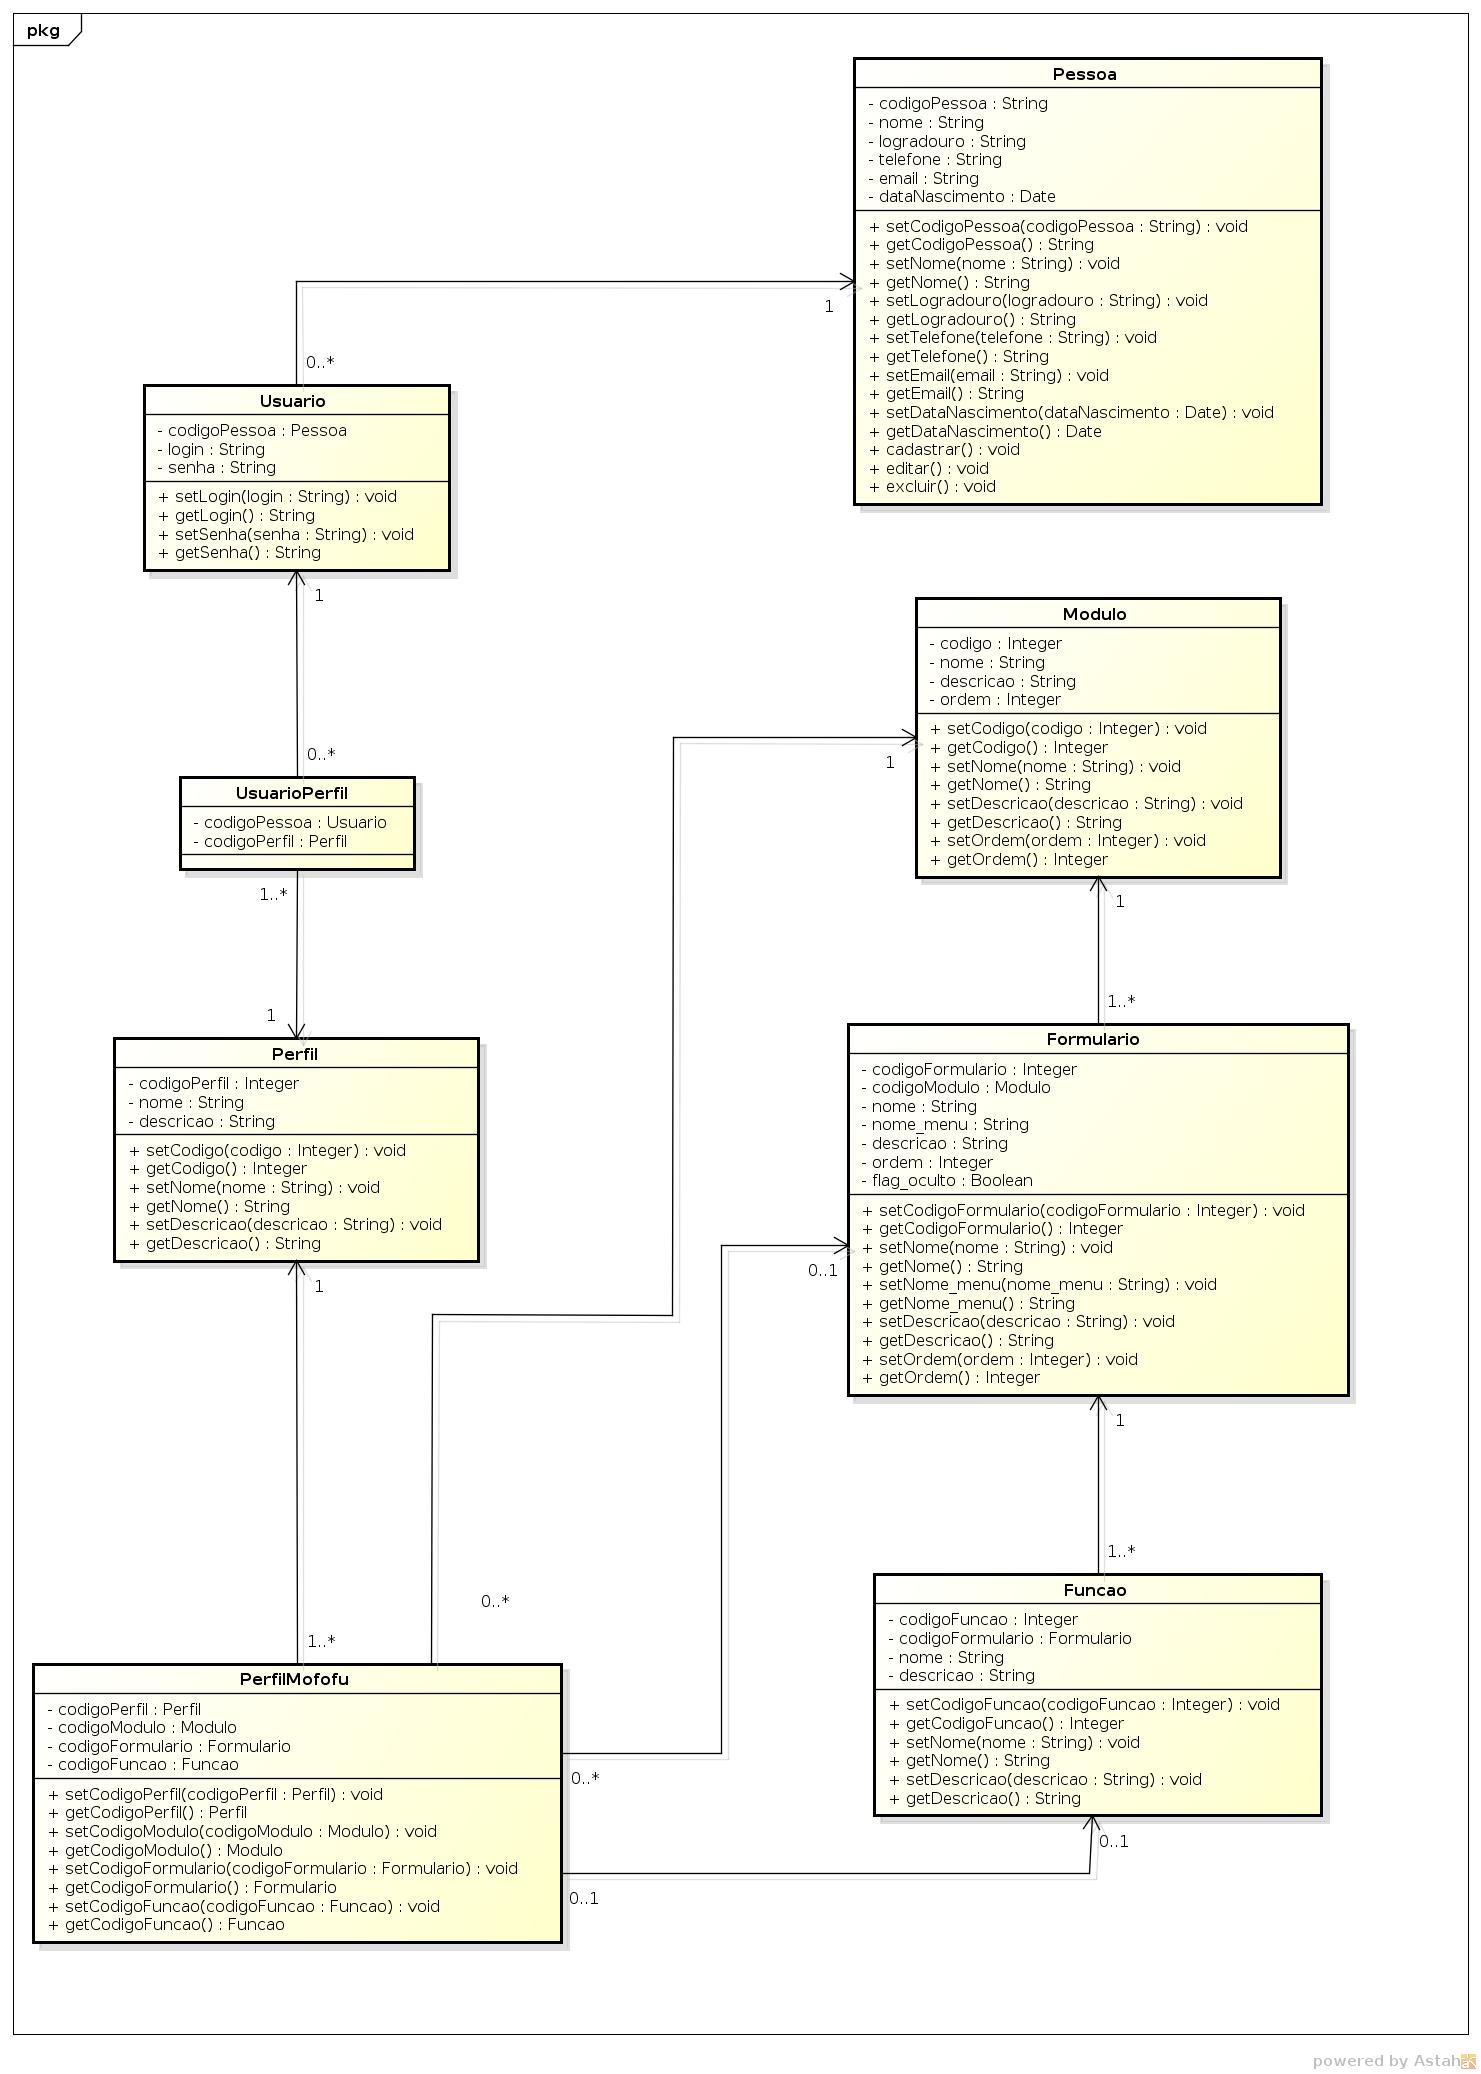 pkg
Pessoa
- codigoPessoa : String
- nome : String
- logradouro : String
- telefone : String
- email : String
- dataNascimento : Date
+ setCodigoPessoa(codigoPessoa : String) : void
+ getCodigoPessoa() : String
+ setNome(nome : String) : void
+ getNome() : String
+ setLogradouro(logradouro : String) : void
+ getLogradouro() : String
+ setTelefone(telefone : String) : void
+ getTelefone() : String
+ setEmail(email : String) : void
+ getEmail() : String
+ setDataNascimento(dataNascimento : Date) : void
+ getDataNascimento() : Date
+ cadastrar() : void
+ editar() : void
+ excluir() : void
1
0..*
Usuario
- codigoPessoa : Pessoa
- login : String
- senha : String
+ setLogin(login : String) : void
+ getLogin() : String
+ setSenha(senha : String) : void
+ getSenha() : String
1
0..*
UsuarioPerfil
- codigoPessoa : Usuario
- codigoPerfil : Perfil
1..*
1
Modulo
- codigo : Integer
- nome : String
- descricao : String
- ordem : Integer
+ setCodigo(codigo : Integer) : void
+ getCodigo() : Integer
+ setNome(nome : String) : void
+ getNome() : String
+ setDescricao(descricao : String) : void
+ getDescricao() : String
+ setOrdem(ordem : Integer) : void
+ getOrdem() : Integer
1
1
1..*
Perfil
- codigoPerfil : Integer
- nome : String
- descricao : String
+ setCodigo(codigo : Integer) : void
+ getCodigo() : Integer
+ setNome(nome : String) : void
+ getNome() : String
+ setDescricao(descricao : String) : void
+ getDescricao() : String
1
1..*
Formulario
- codigoFormulario : Integer
- codigoModulo : Modulo
- nome : String
- nome_menu : String
- descricao : String
- ordem : Integer
- flag_oculto : Boolean
+ setCodigoFormulario(codigoFormulario : Integer) : void
+ getCodigoFormulario() : Integer
+ setNome(nome : String) : void
+ getNome() : String
+ setNome_menu(nome_menu : String) : void
+ getNome_menu() : String
+ setDescricao(descricao : String) : void
+ getDescricao() : String
+ setOrdem(ordem : Integer) : void
+ getOrdem() : Integer
0..1
1
1..*
0..*
PerfilMofofu
- codigoPerfil : Perfil
- codigoModulo : Modulo
- codigoFormulario : Formulario
- codigoFuncao : Funcao
+ setCodigoPerfil(codigoPerfil : Perfil) : void
+ getCodigoPerfil() : Perfil
+ setCodigoModulo(codigoModulo : Modulo) : void
+ getCodigoModulo() : Modulo
+ setCodigoFormulario(codigoFormulario : Formulario) : void
+ getCodigoFormulario() : Formulario
+ setCodigoFuncao(codigoFuncao : Funcao) : void
+ getCodigoFuncao() : Funcao
0..*
0..1
Funcao
- codigoFuncao : Integer
- codigoFormulario : Formulario
- nome : String
- descricao : String
+ setCodigoFuncao(codigoFuncao : Integer) : void
+ getCodigoFuncao() : Integer
+ setNome(nome : String) : void
+ getNome() : String
+ setDescricao(descricao : String) : void
+ getDescricao() : String
0..1
powered by Astah